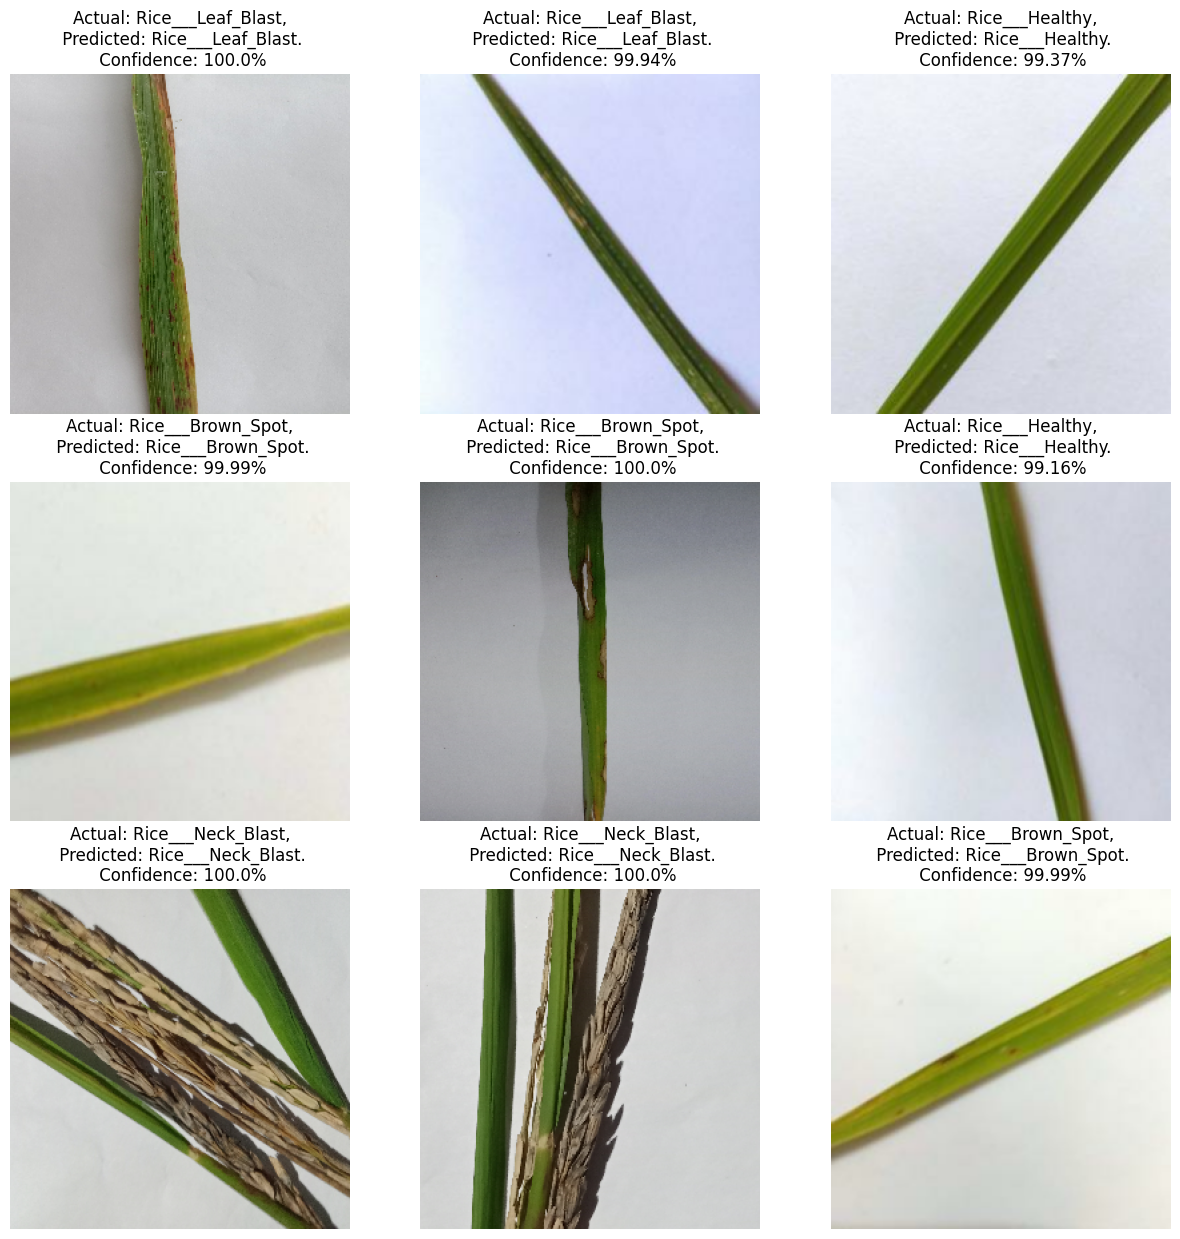 Actual: Rice___Leaf_Blast,
Predicted: Rice___Leaf_Blast.
Confidence: 100.0%
Actual: Rice___Leaf_Blast,
Predicted: Rice___Leaf_Blast.
Confidence: 99.94%
Actual: Rice___Healthy,
Predicted: Rice___Healthy.
Confidence: 99.37%
Actual: Rice___Brown_Spot,
Predicted: Rice___Brown_Spot.
Confidence: 99.99%
Actual: Rice___Brown_Spot,
Predicted: Rice___Brown_Spot.
Confidence: 100.0%
Actual: Rice___Healthy,
Predicted: Rice___Healthy.
Confidence: 99.16%
Actual: Rice___Neck_Blast,
Predicted: Rice___Neck_Blast.
Confidence: 100.0%
Actual: Rice___Neck_Blast,
Predicted: Rice___Neck_Blast.
Confidence: 100.0%
Actual: Rice___Brown_Spot,
Predicted: Rice___Brown_Spot.
Confidence: 99.99%